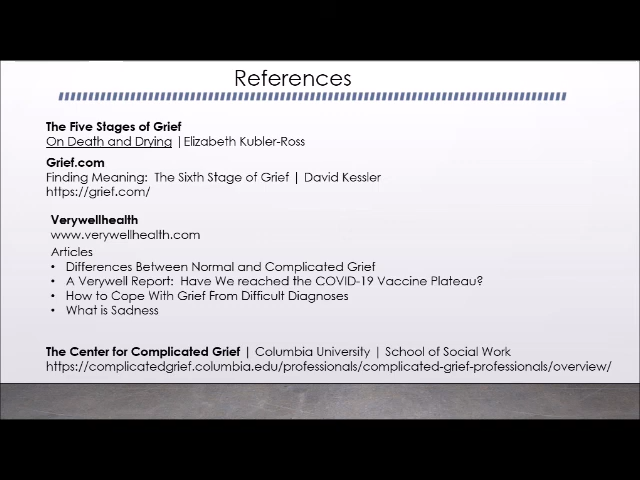 References
The Five Stages of Grief
On Death and Drying | Elizabeth Kubler-Ross
Grief.com
Finding Meaning: The Sixth Stage of Grief | David Kessler
https://grief.com/
Verywellhealth
www.verywellhealth.com
Articles
• Differences Between Normal and Complicated Grief
• A Verywell Report: Have We reached the COVID-19 Vaccine Plateau?
• How to Cope With Grief From Difficult Diagnoses
• What is Sadness
The Center for Complicated Grief | Columbia University | School of Social Work
https://complicatedgrief.columbia.edu/professionals/complicated-grief-professionals/overview/